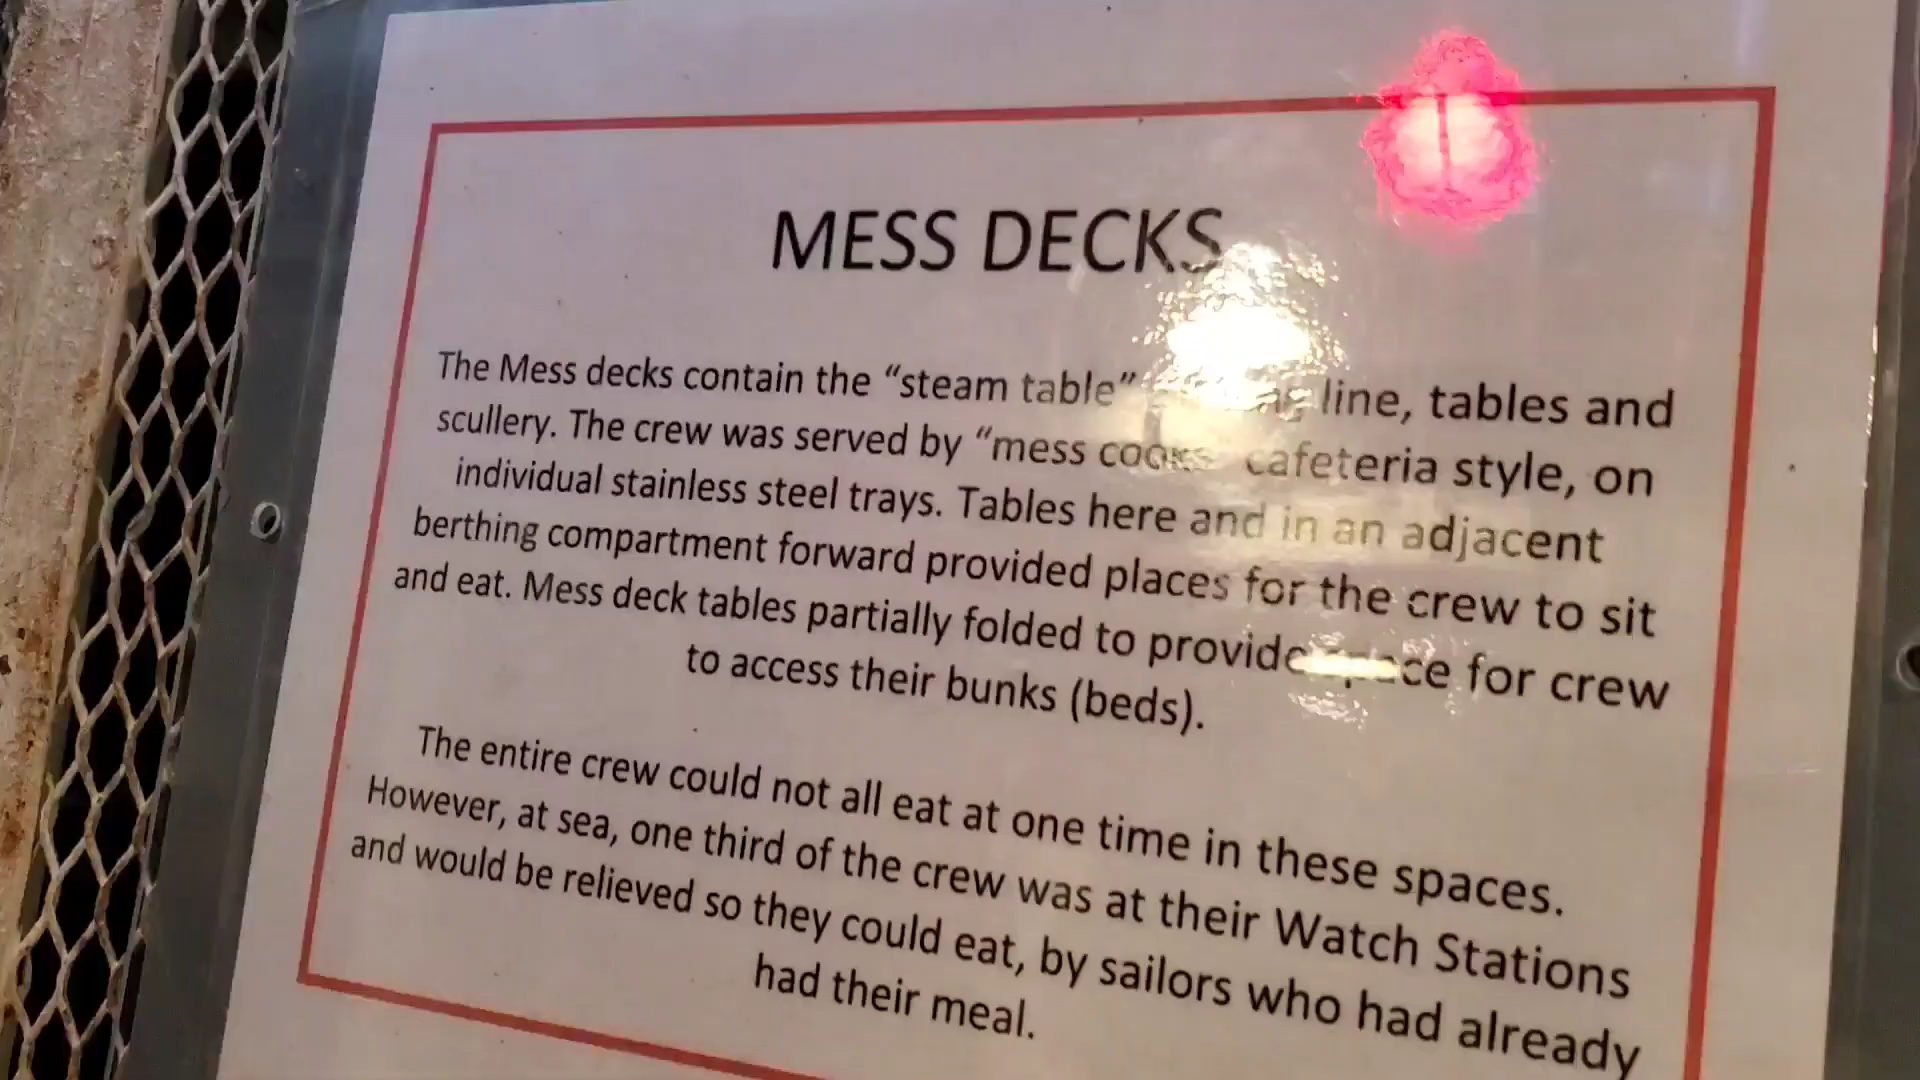 MESS DECKS
The Mess decks contain the “steam table” line, tables and
scullery. The crew was served by “mess cooks” cafeteria style, on
individual stainless steel trays. Tables here and in an adjacent
berthing compartment forward provided places for the crew to sit
and eat. Mess deck tables partially folded to provide space for crew
to access their bunks (beds).
The entire crew could not all eat at one time in these spaces.
However, at sea, one third of the crew was at their Watch Stations
and would be relieved so they could eat, by sailors who had already
had their meal.